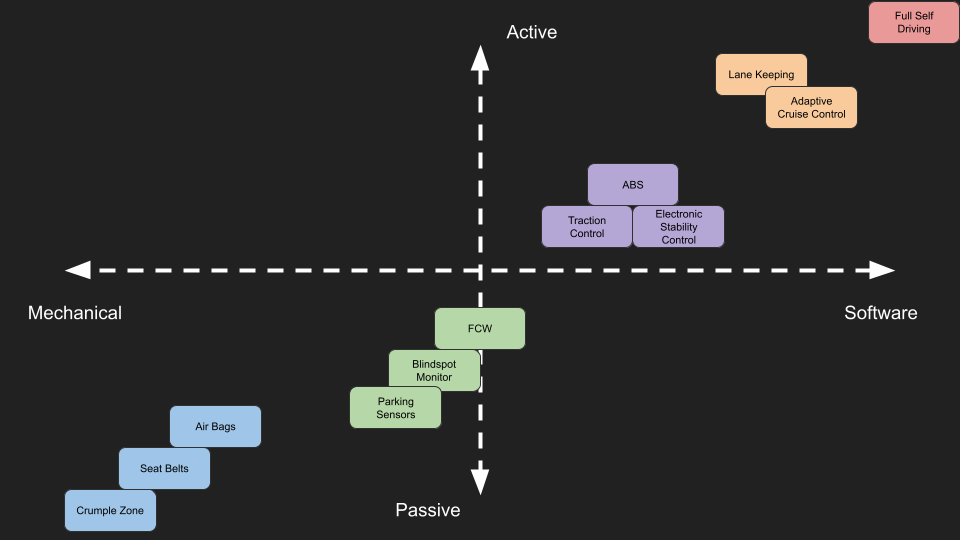 Full Self
Driving
Active
Lane Keeping
Adaptive
Cruise Control
ABS
Traction
Control
Electronic
Stability
Control
Mechanical
Software
FCW
Blindspot
Monitor
Parking
Sensors
Air Bags
Seat Belts
Crumple Zone
Passive